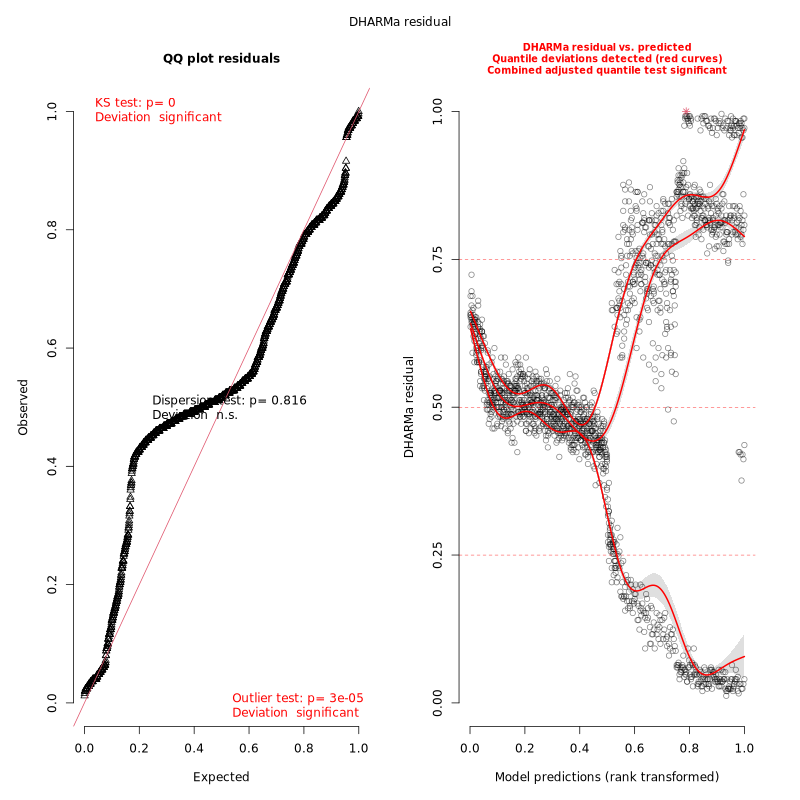 DHARMa residual
QQ plot residuals
KS test: p= 0
Deviation  significant
Dispersion test: p= 0.816
Deviation  n.s.
Outlier test: p= 3e-05
Deviation  significant
Observed
0.0
0.2
0.4
0.6
0.8
1.0
0.0
0.2
0.4
0.6
0.8
1.0
Expected
DHARMa residual vs. predicted
Quantile deviations detected (red curves)
Combined adjusted quantile test significant
DHARMa residual
0.00
0.25
0.50
0.75
1.00
0.0
0.2
0.4
0.6
0.8
1.0
Model predictions (rank transformed)